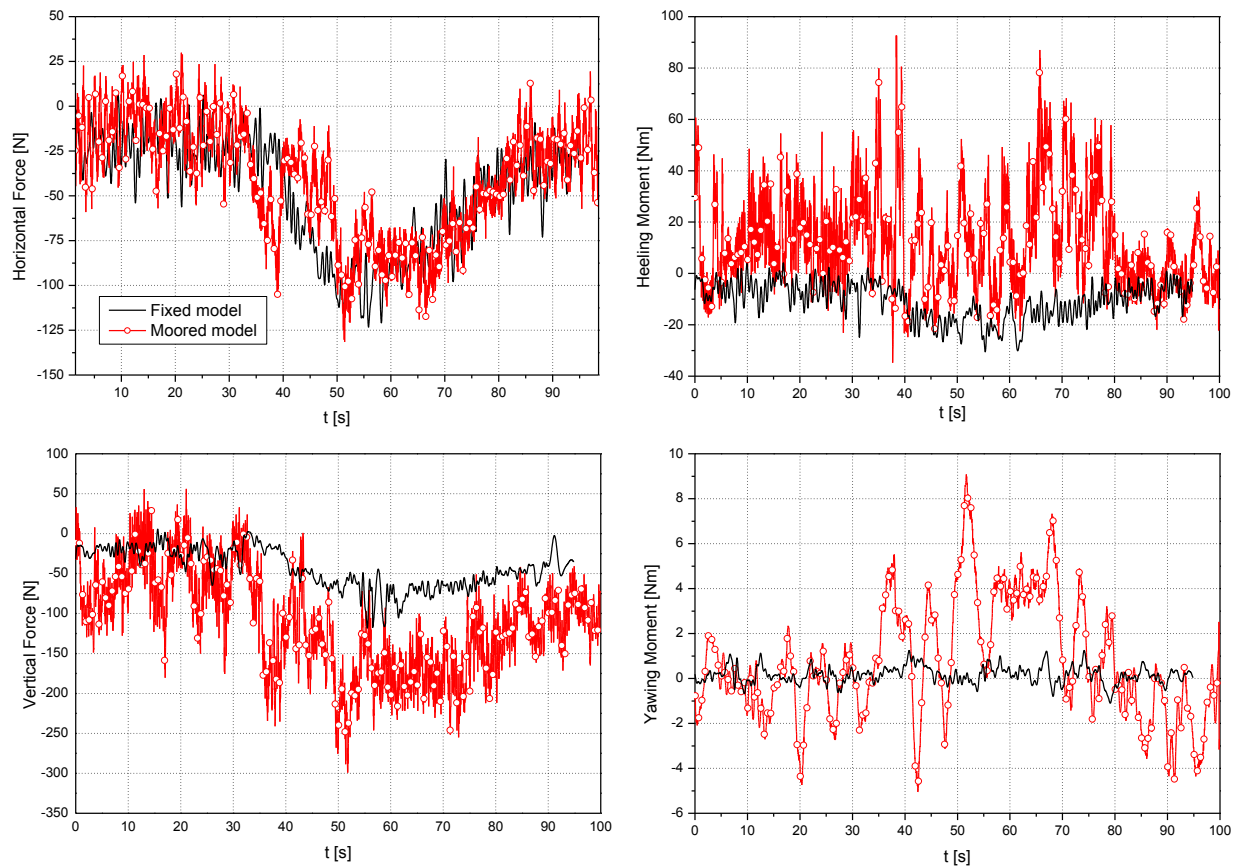 50
25
0
-25
-50
-75
-100
-125
-150
Horizontal Force [N]
Fixed model
Moored model
10 20 30 40 50 60 70 80 90
t [s]
100
80
60
40
20
0
-20
-40
Heeling Moment [Nm]
0 10 20 30 40 50 60 70 80 90 100
t [s]
100
50
0
-50
-100
-150
-200
-250
-300
-350
Vertical Force [N]
0 10 20 30 40 50 60 70 80 90 100
t [s]
10
8
6
4
2
0
-2
-4
-6
Yawing Moment [Nm]
0 10 20 30 40 50 60 70 80 90 100
t [s]